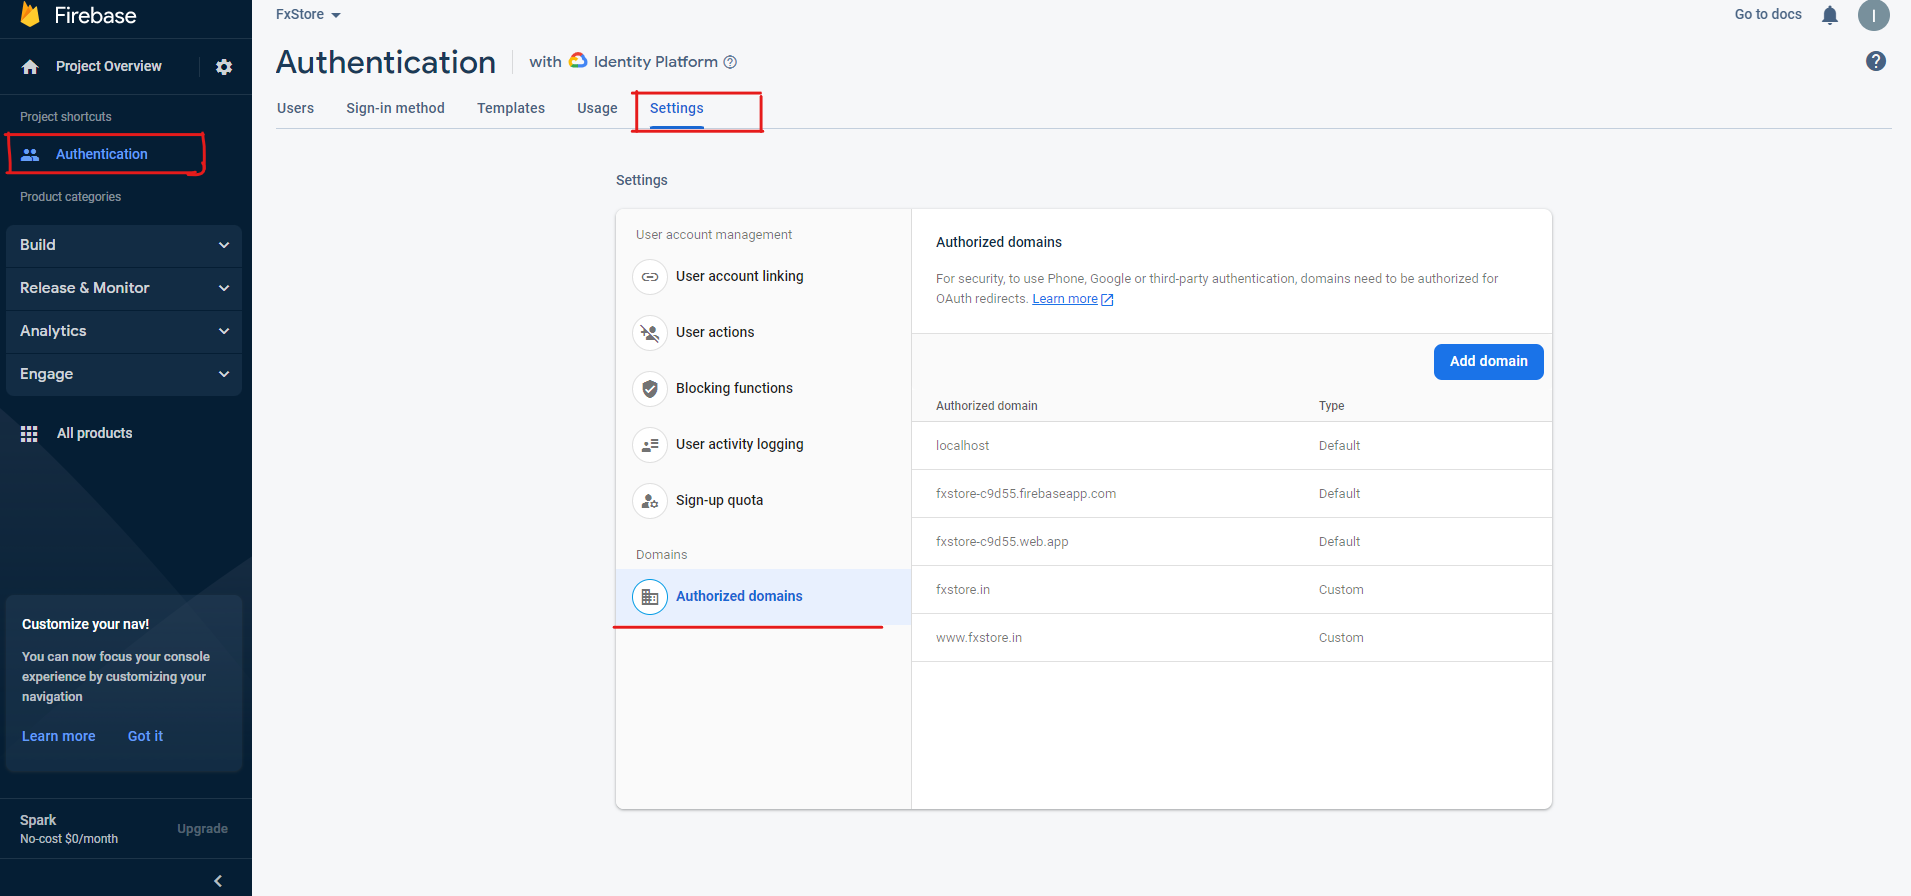 Firebase
Project Overview
Project shortcuts
Authentication
Product categories
Build
Release & Monitor
Analytics
Engage
All products
Customize your nav!
You can now focus your console
experience by customizing your
navigation
Learn more Got it
Spark
No-cost $0/month
Upgrade
FxStore
Go to docs
I
Authentication
with Identity Platform
Users Sign-in method Templates Usage Settings
Settings
User account management
User account linking
User actions
Blocking functions
User activity logging
Sign-up quota
Domains
Authorized domains
Authorized domains
For security, to use Phone, Google or third-party authentication, domains need to be authorized for
OAuth redirects. Learn more
Add domain
Authorized domain Type
localhost Default
fxstore-c9d55.firebaseapp.com Default
fxstore-c9d55.web.app Default
fxstore.in Custom
www.fxstore.in Custom